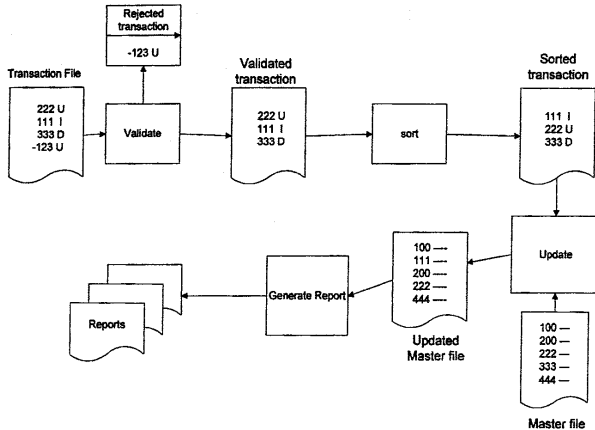 Rejected
transaction
-123 U
Transaction File
222 U
111 I
333 D
-123 U
Validate
Validated
transaction
222 U
111 I
333 D
sort
Sorted
transaction
111 I
222 U
333 D
Update
100 —
200 —
222 —
333 —
444 —
Master file
100 —
111 —
200 —
222 —
444 —
Updated
Master file
Generate Report
Reports